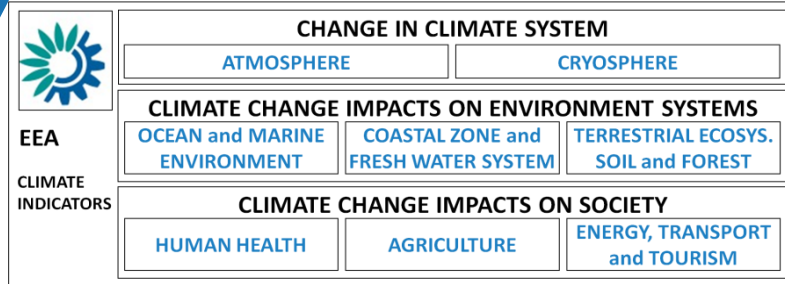 CHANGE IN CLIMATE SYSTEM
ATMOSPHERE
CRYOSPHERE
CLIMATE CHANGE IMPACTS ON ENVIRONMENT SYSTEMS
OCEAN and MARINE
ENVIRONMENT
COASTAL ZONE and
FRESH WATER SYSTEM
TERRESTRIAL ECOSYS.
SOIL and FOREST
EEA
CLIMATE
INDICATORS
CLIMATE CHANGE IMPACTS ON SOCIETY
HUMAN HEALTH
AGRICULTURE
ENERGY, TRANSPORT
and TOURISM